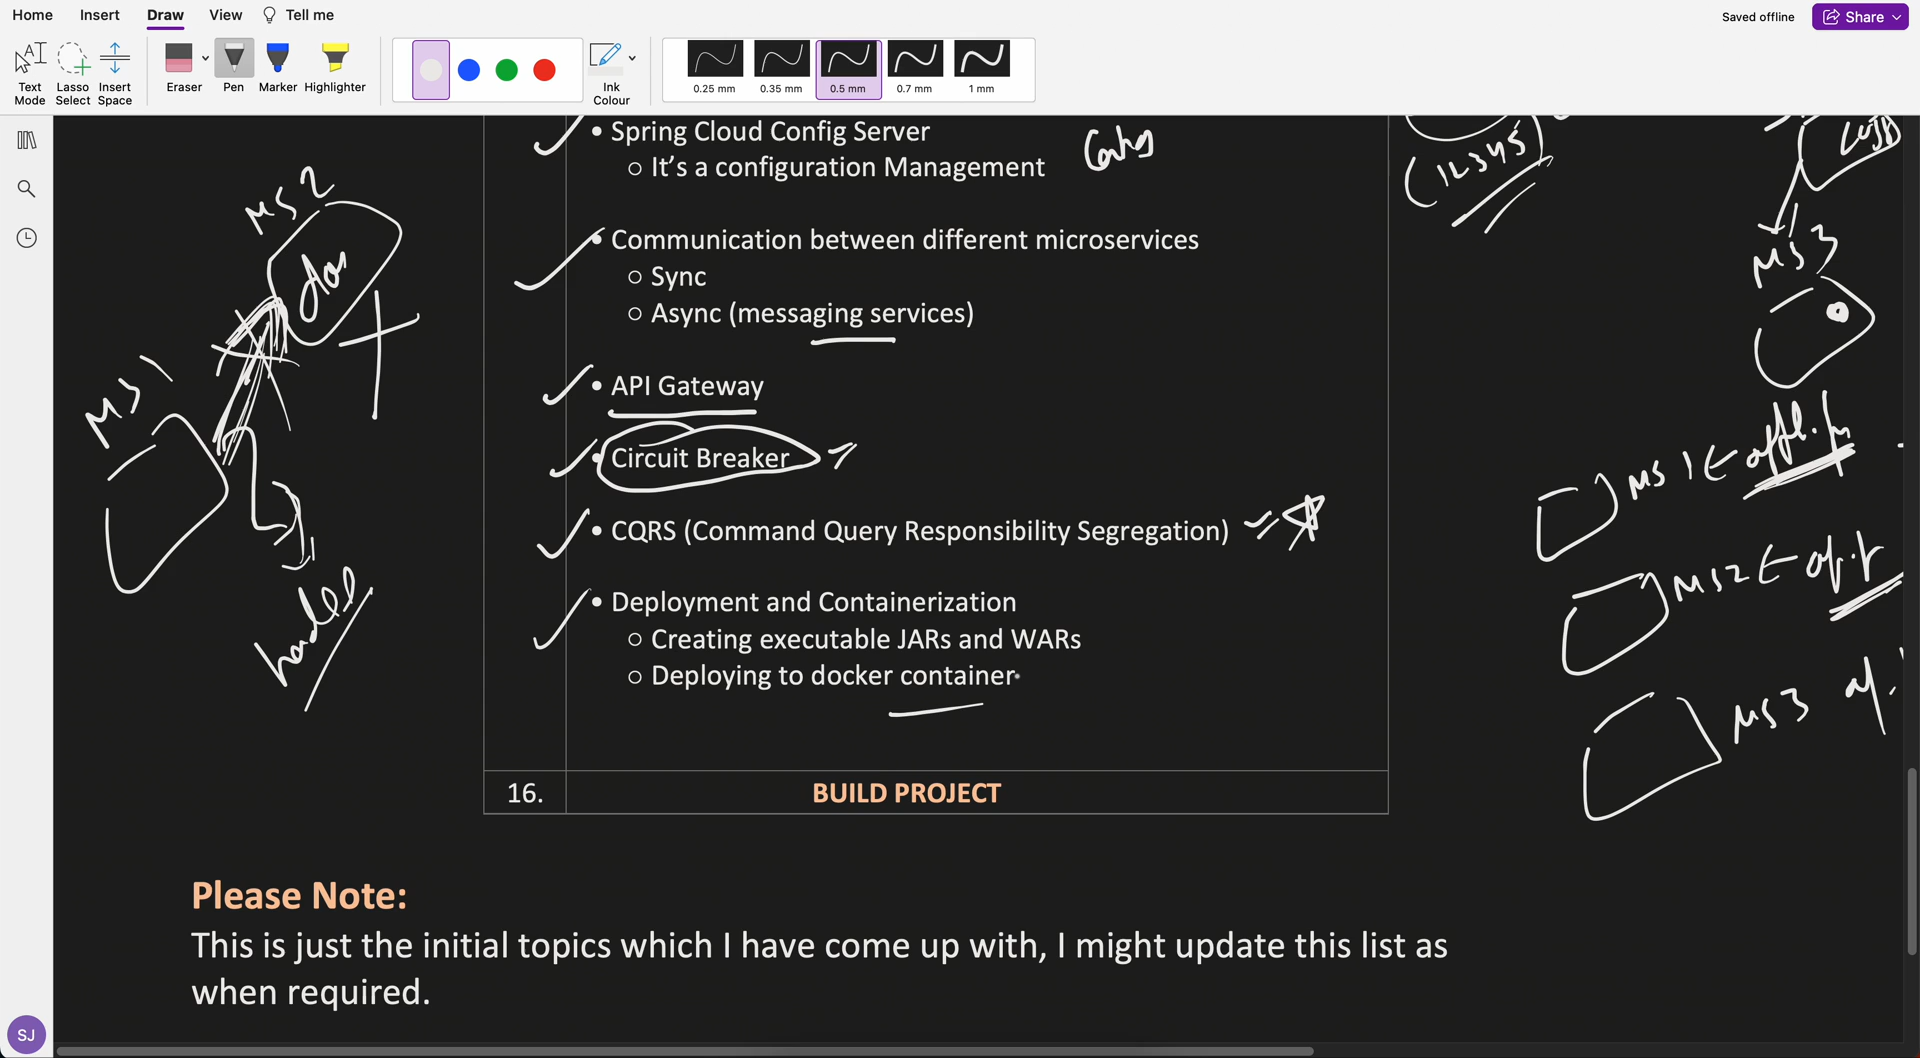 Home Insert Draw View Tell me
Saved offline
Share
Text Mode
Lasso Select
Insert Space
Eraser
Pen
Marker
Highlighter
Ink Colour
0.25 mm
0.35 mm
0.5 mm
0.7 mm
1 mm
• Spring Cloud Config Server
○ It's a configuration Management
(12345)
MS2
• Communication between different microservices
○ Sync
○ Async (messaging services)
MS3
MS1
• API Gateway
• Circuit Breaker
MS1
• CQRS (Command Query Responsibility Segregation)
MS2
• Deployment and Containerization
○ Creating executable JARs and WARs
○ Deploying to docker container
MS3
16. BUILD PROJECT
Please Note:
This is just the initial topics which I have come up with, I might update this list as
when required.
SJ